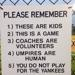 PLEASE REMEMBER
1) THESE ARE KIDS
2) THIS IS A GAME
3) COACHES ARE
VOLUNTEERS
4) UMPIRES ARE
HUMAN
5) YOU DO NOT PLAY
FOR THE YANKEES